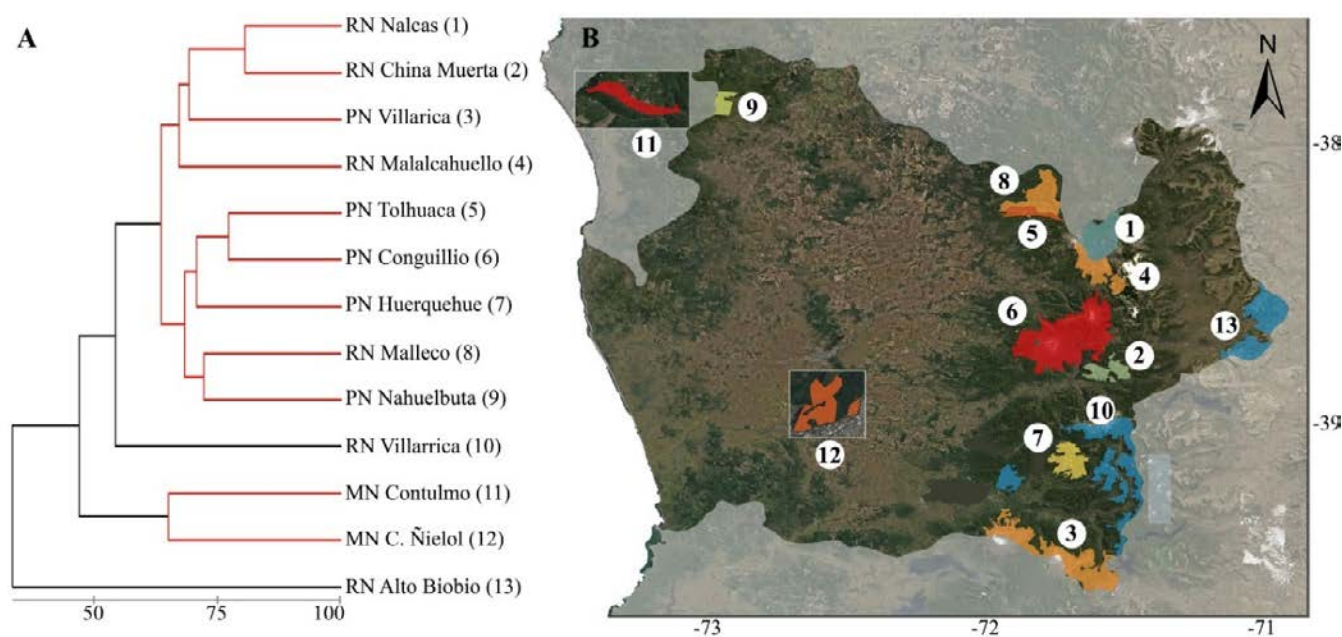 A
RN Nalcas (1)
RN China Muerta (2)
PN Villarica (3)
RN Malalcahuello (4)
PN Tolhuaca (5)
PN Conguillio (6)
PN Huerquehue (7)
RN Malleco (8)
PN Nahuelbuta (9)
RN Villarrica (10)
MN Contulmo (11)
MN C. Ñielol (12)
RN Alto Biobio (13)
50 75 100
B
N
11
9
8
5
1
4
6
13
2
10
7
12
3
-38
-39
-73 -72 -71